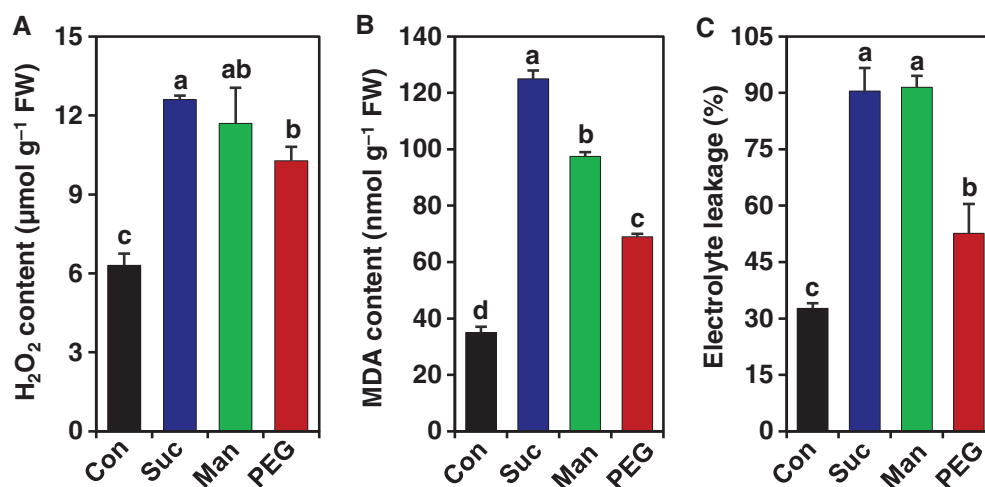 A
H₂O₂ content (µmol g⁻¹ FW)
15
12
9
6
3
0
c
a
ab
b
Con
Suc
Man
PEG
B
MDA content (nmol g⁻¹ FW)
140
120
100
80
60
40
20
0
d
a
b
c
Con
Suc
Man
PEG
C
Electrolyte leakage (%)
105
90
75
60
45
30
15
0
c
a
a
b
Con
Suc
Man
PEG